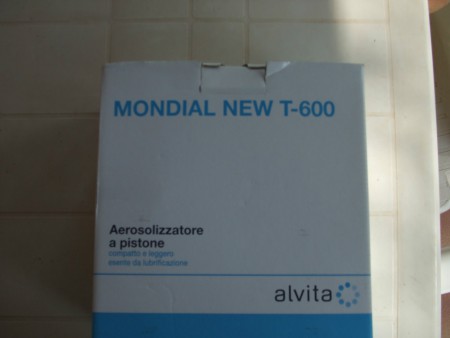 MONDIAL NEW T-600
Aerosolizzatore
a pistone
compatto e leggero
esente da lubrificazione
alvita